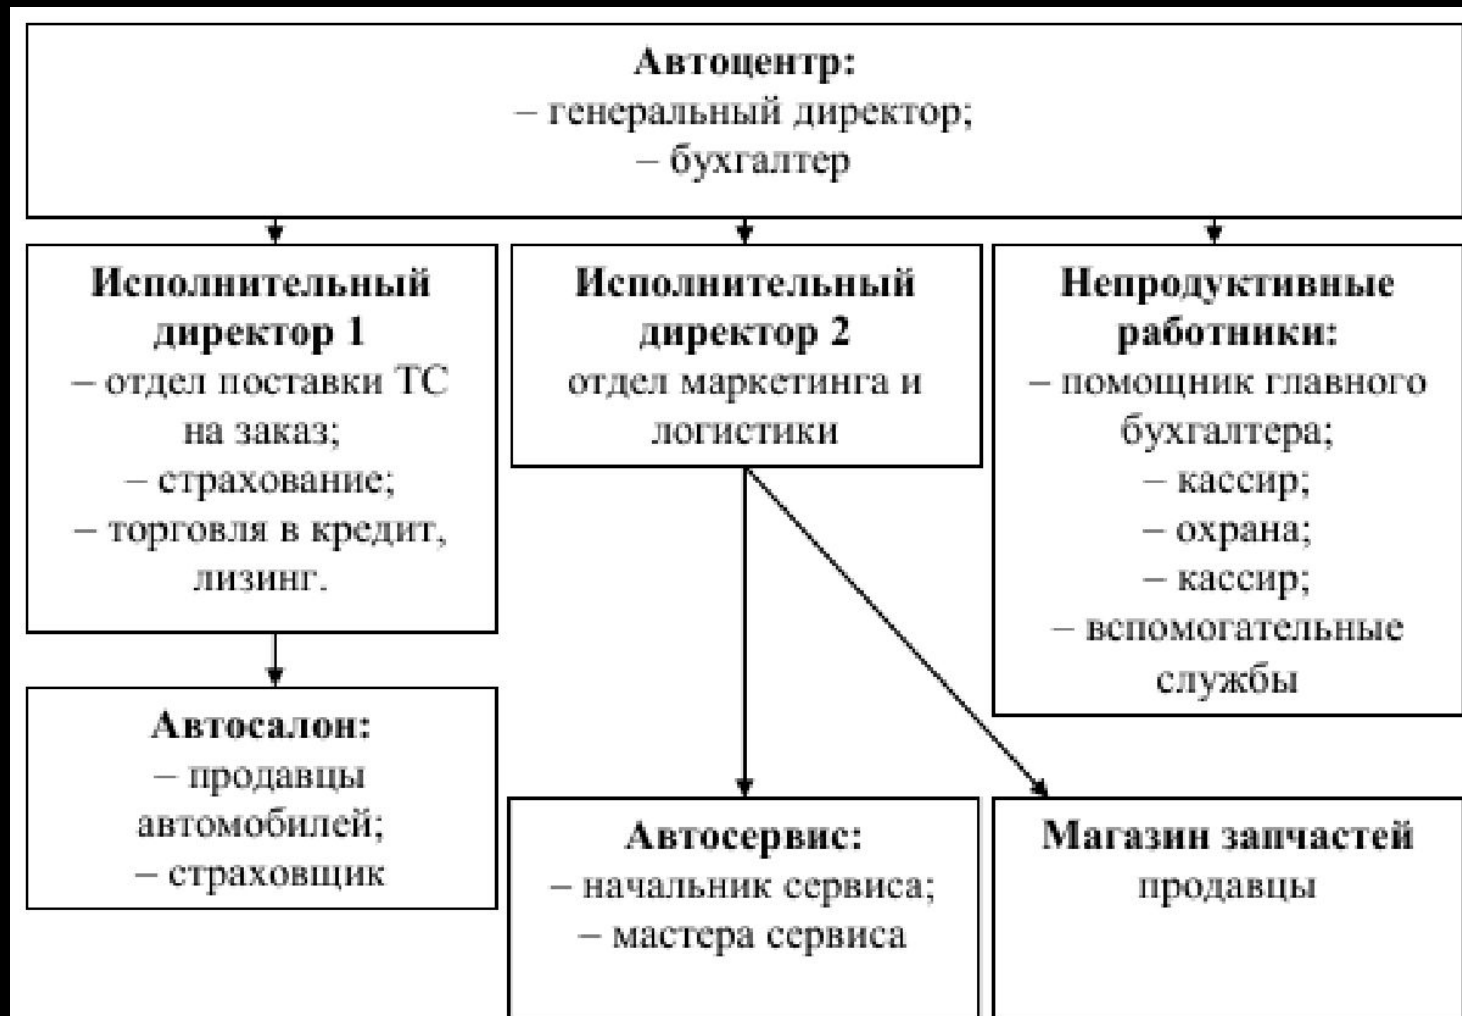 Автоцентр:
– генеральный директор;
– бухгалтер
Исполнительный
директор 1
– отдел поставки ТС
на заказ;
– страхование;
– торговля в кредит,
лизинг.
Исполнительный
директор 2
отдел маркетинга и
логистики
Непродуктивные
работники:
– помощник главного
бухгалтера;
– кассир;
– охрана;
– кассир;
– вспомогательные
службы
Автосалон:
– продавцы
автомобилей;
– страховщик
Автосервис:
– начальник сервиса;
– мастера сервиса
Магазин запчастей
продавцы